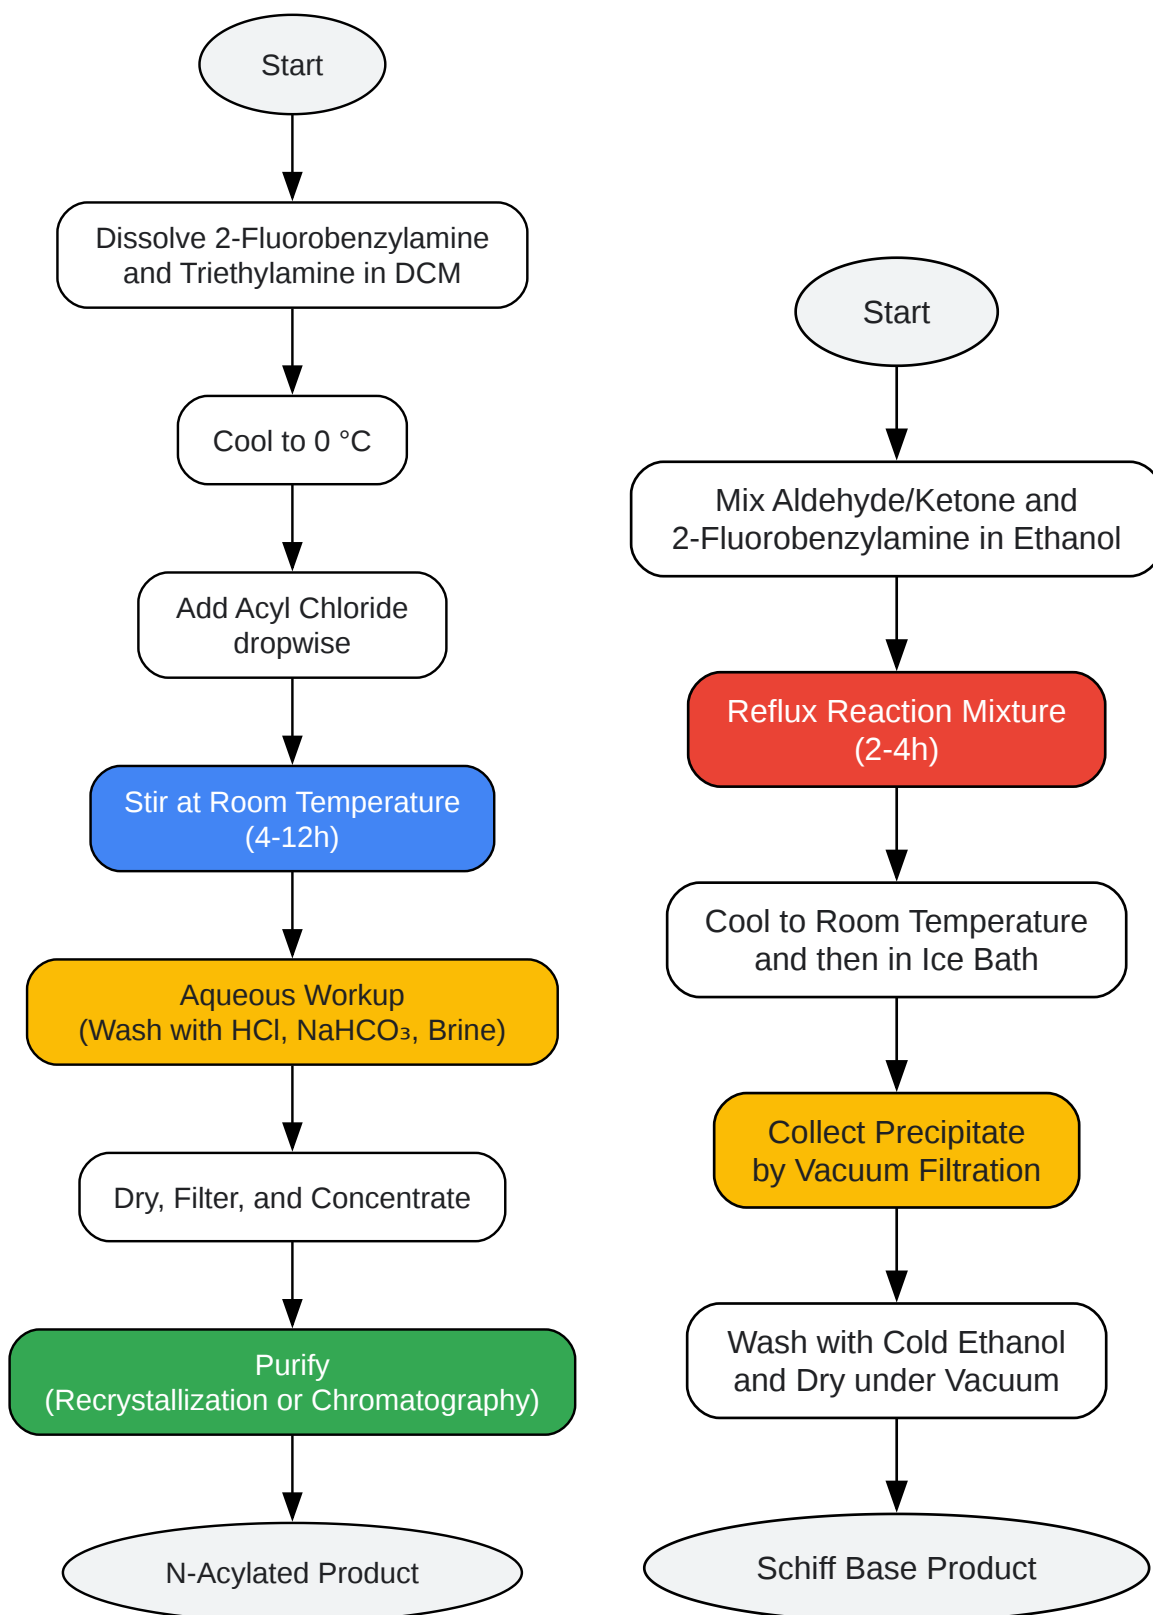 Start
Dissolve 2-Fluorobenzylamine
and Triethylamine in DCM
Cool to 0 °C
Add Acyl Chloride
dropwise
Stir at Room Temperature
(4-12h)
Aqueous Workup
(Wash with HCl, NaHCO₃, Brine)
Dry, Filter, and Concentrate
Purify
(Recrystallization or Chromatography)
N-Acylated Product
Start
Mix Aldehyde/Ketone and
2-Fluorobenzylamine in Ethanol
Reflux Reaction Mixture
(2-4h)
Cool to Room Temperature
and then in Ice Bath
Collect Precipitate
by Vacuum Filtration
Wash with Cold Ethanol
and Dry under Vacuum
Schiff Base Product